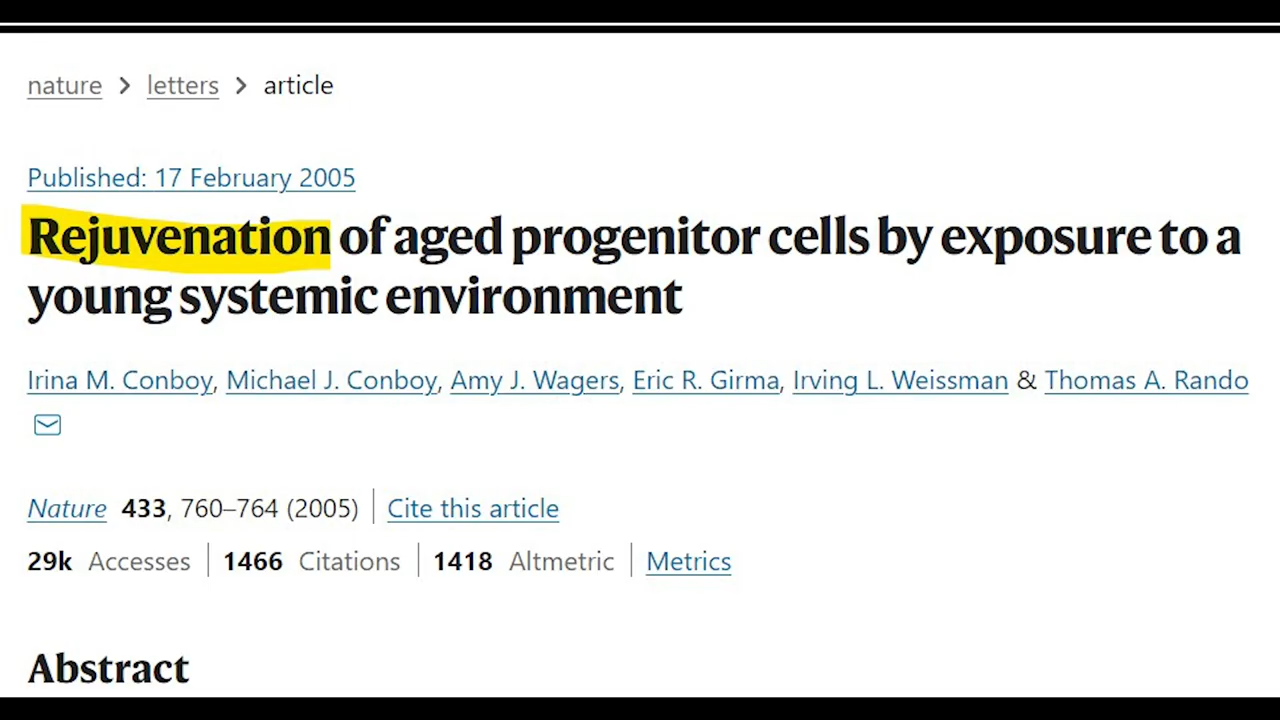 nature > letters > article
Published: 17 February 2005
Rejuvenation of aged progenitor cells by exposure to a
young systemic environment
Irina M. Conboy, Michael J. Conboy, Amy J. Wagers, Eric R. Girma, Irving L. Weissman & Thomas A. Rando
Nature 433, 760–764 (2005) | Cite this article
29k Accesses | 1466 Citations | 1418 Altmetric | Metrics
Abstract